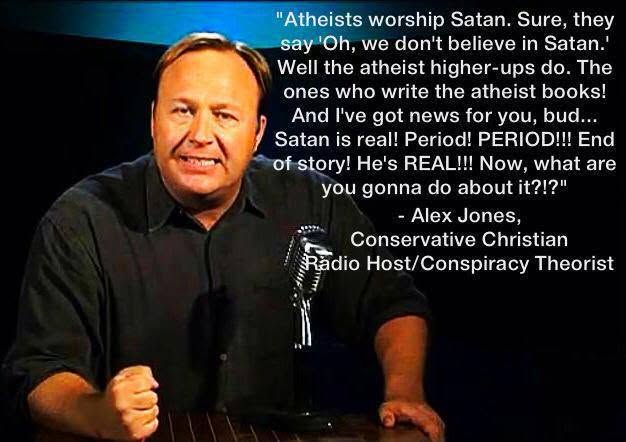 "Atheists worship Satan. Sure, they
say 'Oh, we don't believe in Satan.'
Well the atheist higher-ups do. The
ones who write the atheist books!
And I've got news for you, bud...
Satan is real! Period! PERIOD!!! End
of story! He's REAL!!! Now, what are
you gonna do about it?!?"
- Alex Jones,
Conservative Christian
Radio Host/Conspiracy Theorist